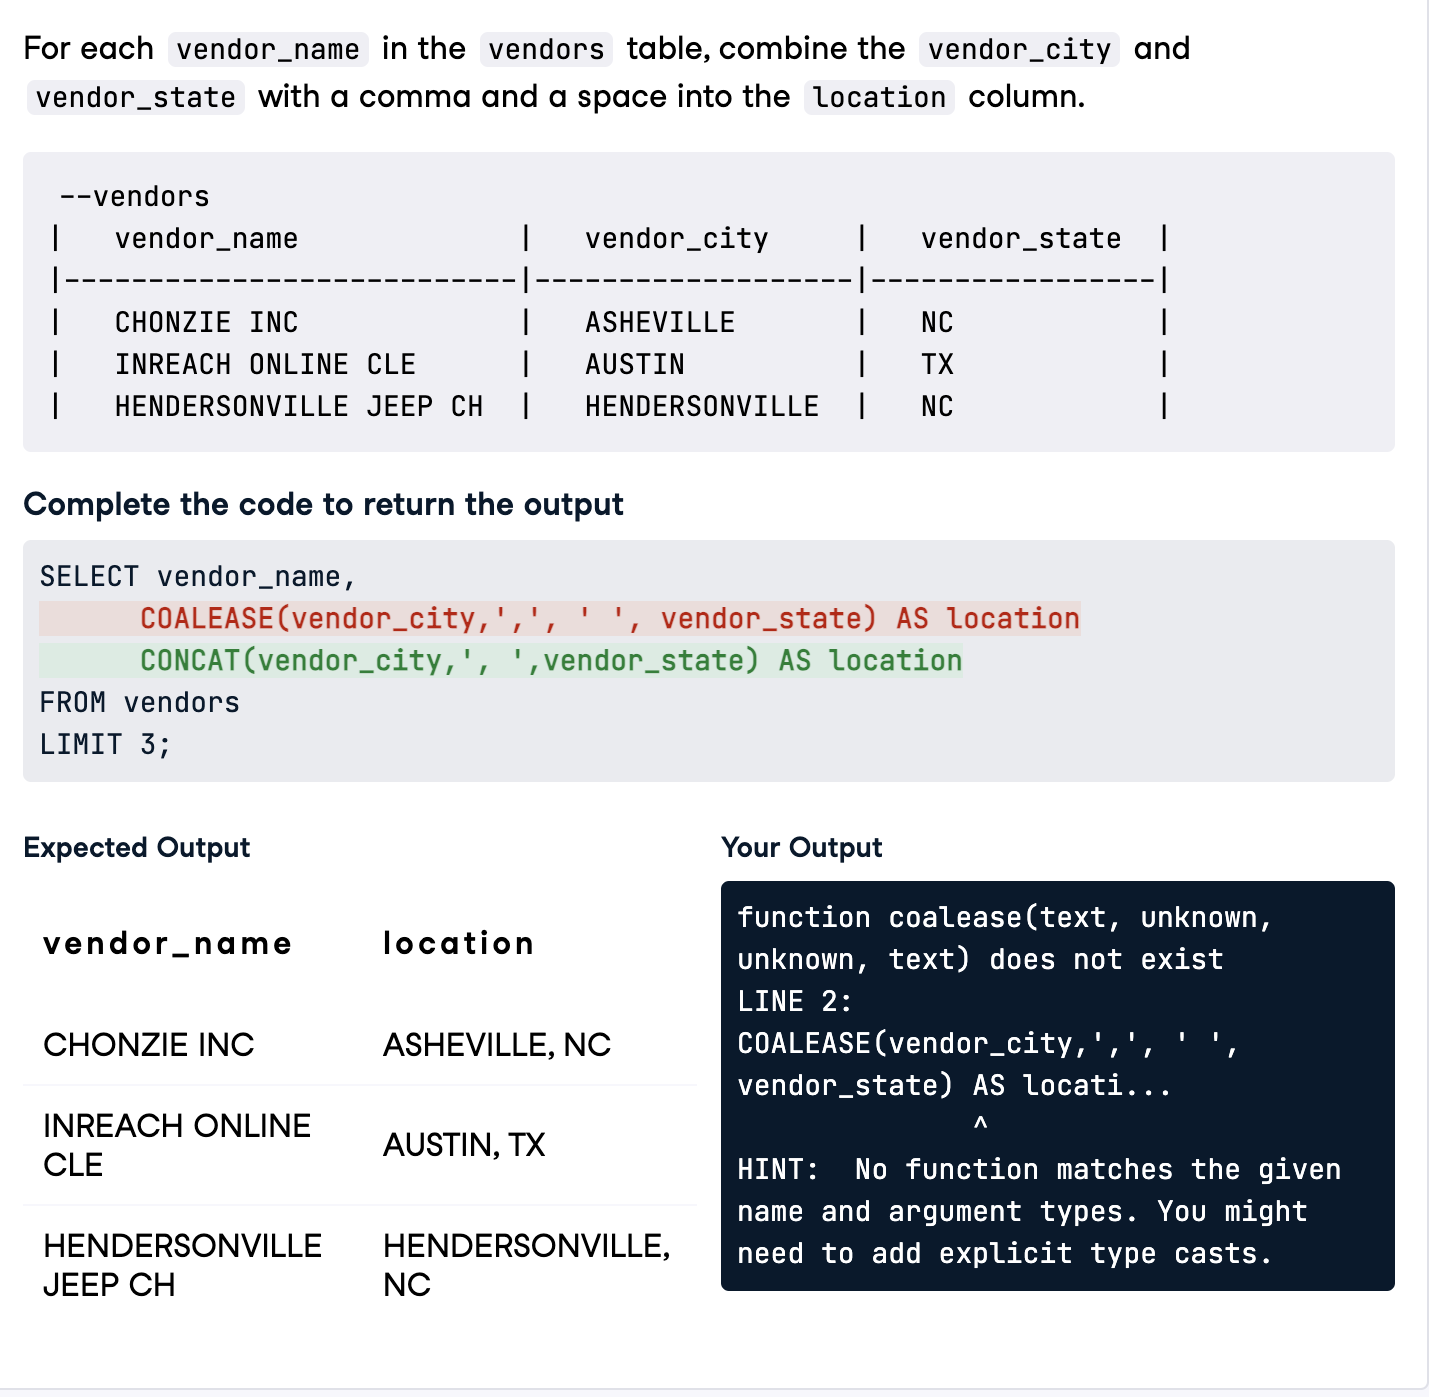 For each vendor_name in the vendors table, combine the vendor_city and
vendor_state with a comma and a space into the location column.
--vendors
|   vendor_name             |   vendor_city     |   vendor_state  |
|---------------------------|-------------------|-----------------|
|   CHONZIE INC             |   ASHEVILLE       |   NC            |
|   INREACH ONLINE CLE      |   AUSTIN          |   TX            |
|   HENDERSONVILLE JEEP CH  |   HENDERSONVILLE  |   NC            |
Complete the code to return the output
SELECT vendor_name,
      COALEASE(vendor_city,',', ' ', vendor_state) AS location
      CONCAT(vendor_city,', ',vendor_state) AS location
FROM vendors
LIMIT 3;
Expected Output
vendor_name location
CHONZIE INC ASHEVILLE, NC
INREACH ONLINE
CLE
AUSTIN, TX
HENDERSONVILLE
JEEP CH
HENDERSONVILLE,
NC
Your Output
function coalease(text, unknown,
unknown, text) does not exist
LINE 2:
COALEASE(vendor_city,',', ' ',
vendor_state) AS locati...
              ^
HINT:  No function matches the given
name and argument types. You might
need to add explicit type casts.